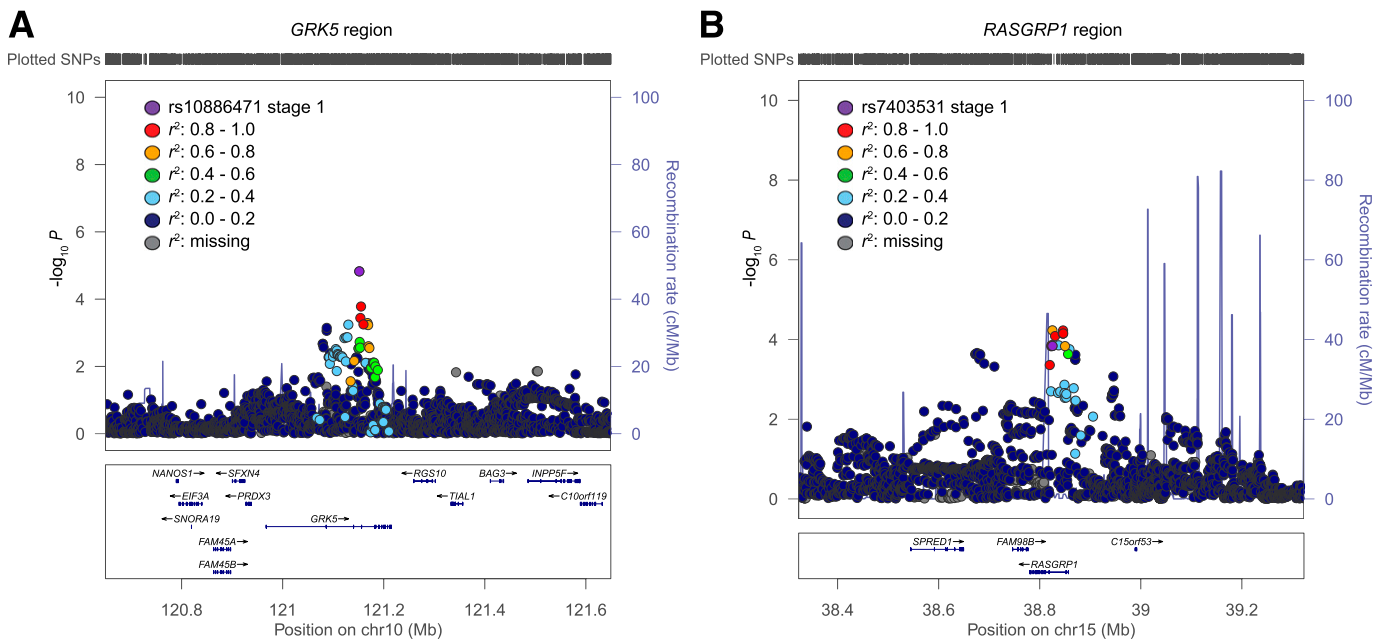 A
GRK5 region
Plotted SNPs
10
8
6
4
2
0
-log10 P
100
80
60
40
20
0
Recombination rate (cM/Mb)
rs10886471 stage 1
r2: 0.8 - 1.0
r2: 0.6 - 0.8
r2: 0.4 - 0.6
r2: 0.2 - 0.4
r2: 0.0 - 0.2
r2: missing
NANOS1→ ←SFXN4 ←RGS10 BAG3→ INPP5F→
←EIF3A ←PRDX3 ←TIAL1 ←C10orf119
←SNORA19 GRK5→
FAM45A→
FAM45B→
120.8 121 121.2 121.4 121.6
Position on chr10 (Mb)
B
RASGRP1 region
Plotted SNPs
10
8
6
4
2
0
-log10 P
100
80
60
40
20
0
Recombination rate (cM/Mb)
rs7403531 stage 1
r2: 0.8 - 1.0
r2: 0.6 - 0.8
r2: 0.4 - 0.6
r2: 0.2 - 0.4
r2: 0.0 - 0.2
r2: missing
SPRED1→ FAM98B→ C15orf53→
←RASGRP1
38.4 38.6 38.8 39 39.2
Position on chr15 (Mb)